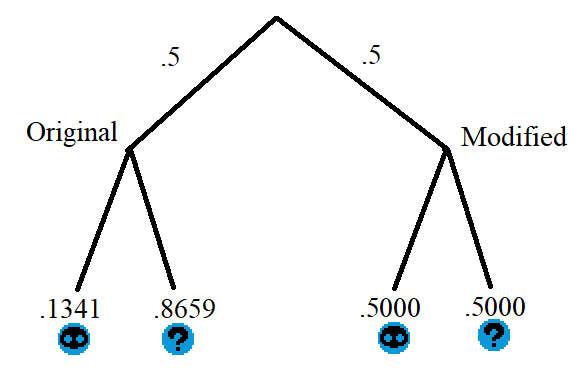 .5 .5
Original Modified
.1341 .8659 .5000 .5000
? ?